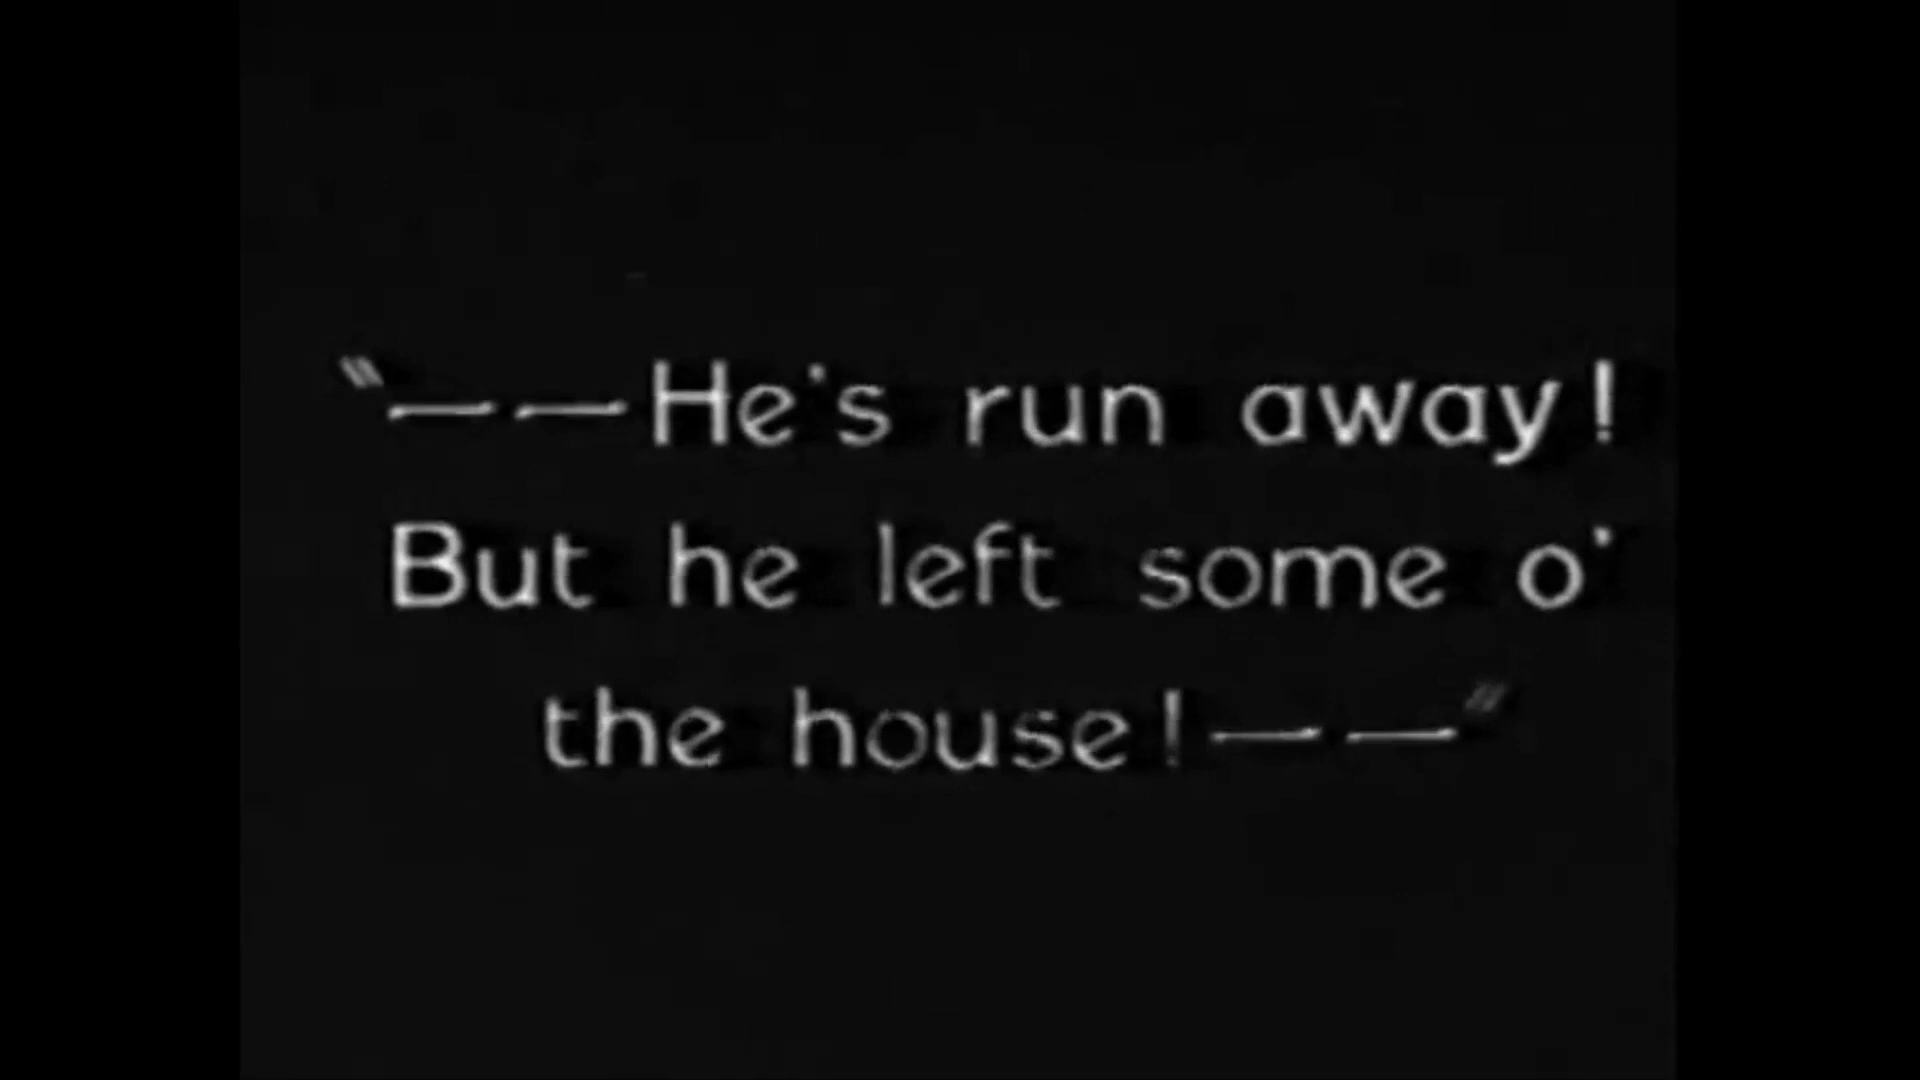 "——He's run away!
But he left some o'
the house!——"